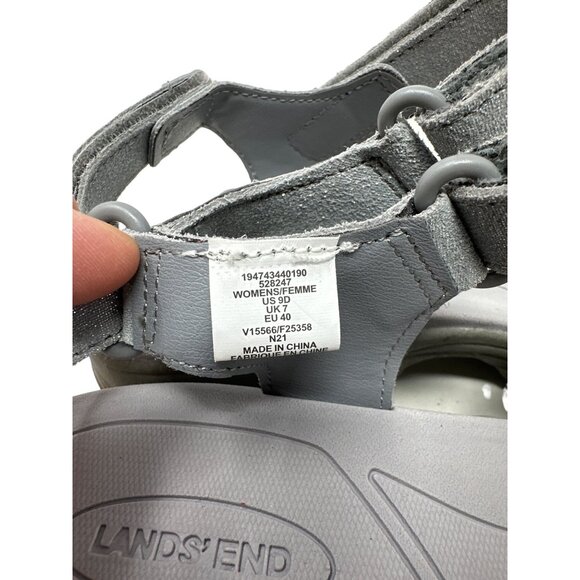 194743440190
528247
WOMENS/FEMME
US 9D
UK 7
EU 40
V15566/F25358
N21
MADE IN CHINA
FABRIQUE EN CHINE
LANDS' END